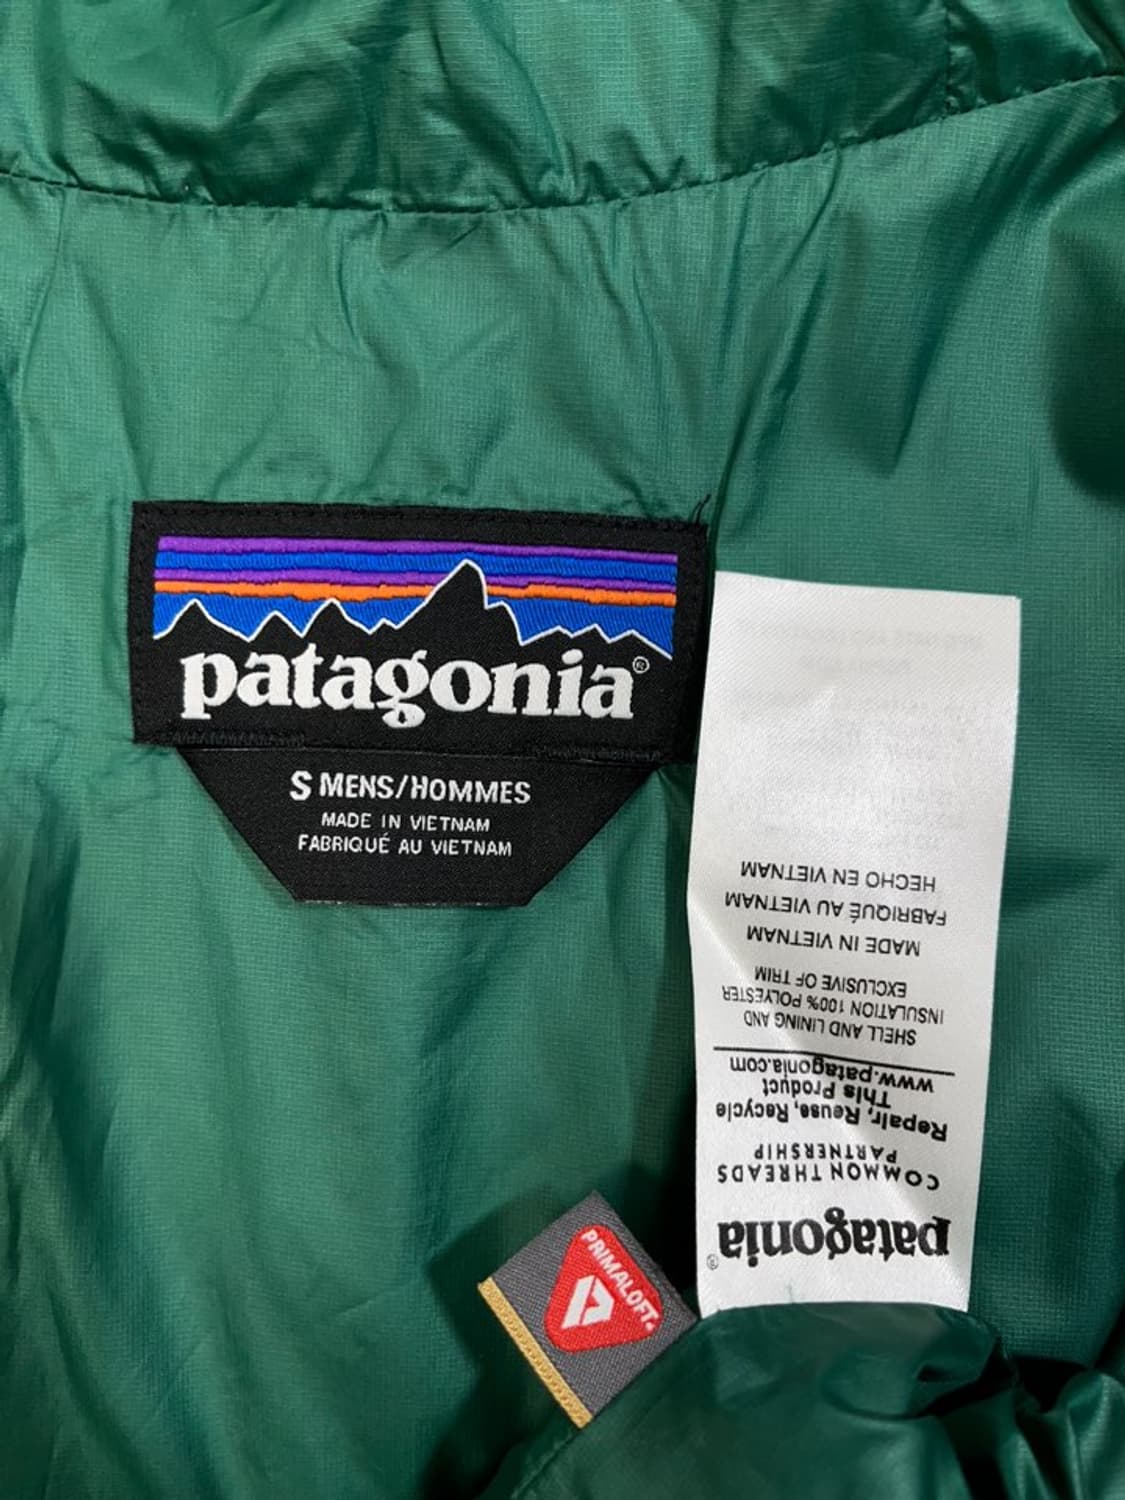 patagonia®
S MENS/HOMMES
MADE IN VIETNAM
FABRIQUÉ AU VIETNAM
patagonia®
COMMON THREADS
PARTNERSHIP
Repair, Reuse, Recycle
This Product
www.patagonia.com
SHELL AND LINING AND
INSULATION 100% POLYESTER
EXCLUSIVE OF TRIM
MADE IN VIETNAM
FABRIQUÉ AU VIETNAM
HECHO EN VIETNAM
PRIMALOFT